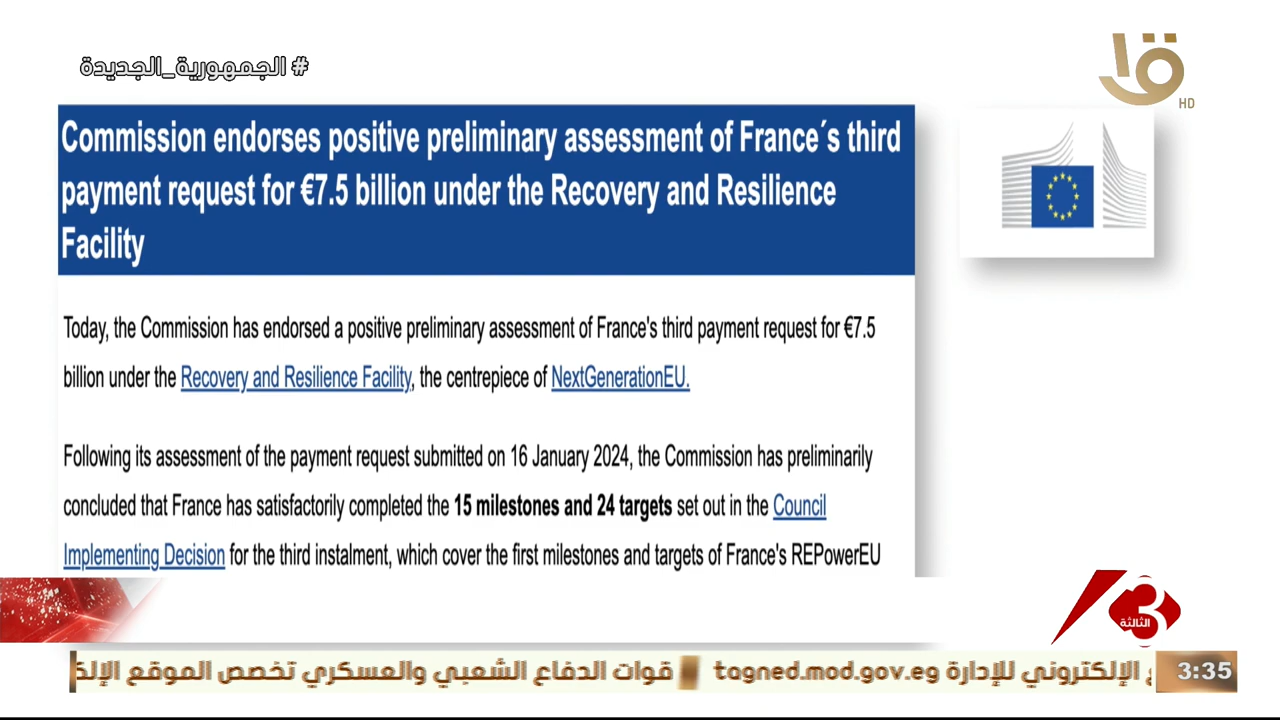 # الجمهورية_الجديدة
HD
Commission endorses positive preliminary assessment of France´s third
payment request for €7.5 billion under the Recovery and Resilience
Facility
Today, the Commission has endorsed a positive preliminary assessment of France's third payment request for €7.5
billion under the Recovery and Resilience Facility, the centrepiece of NextGenerationEU.
Following its assessment of the payment request submitted on 16 January 2024, the Commission has preliminarily
concluded that France has satisfactorily completed the 15 milestones and 24 targets set out in the Council
Implementing Decision for the third instalment, which cover the first milestones and targets of France's REPowerEU
3
الثالثة
الإلكتروني للإدارة tagned.mod.gov.eg قوات الدفاع الشعبي والعسكري تخصص الموقع
3:35